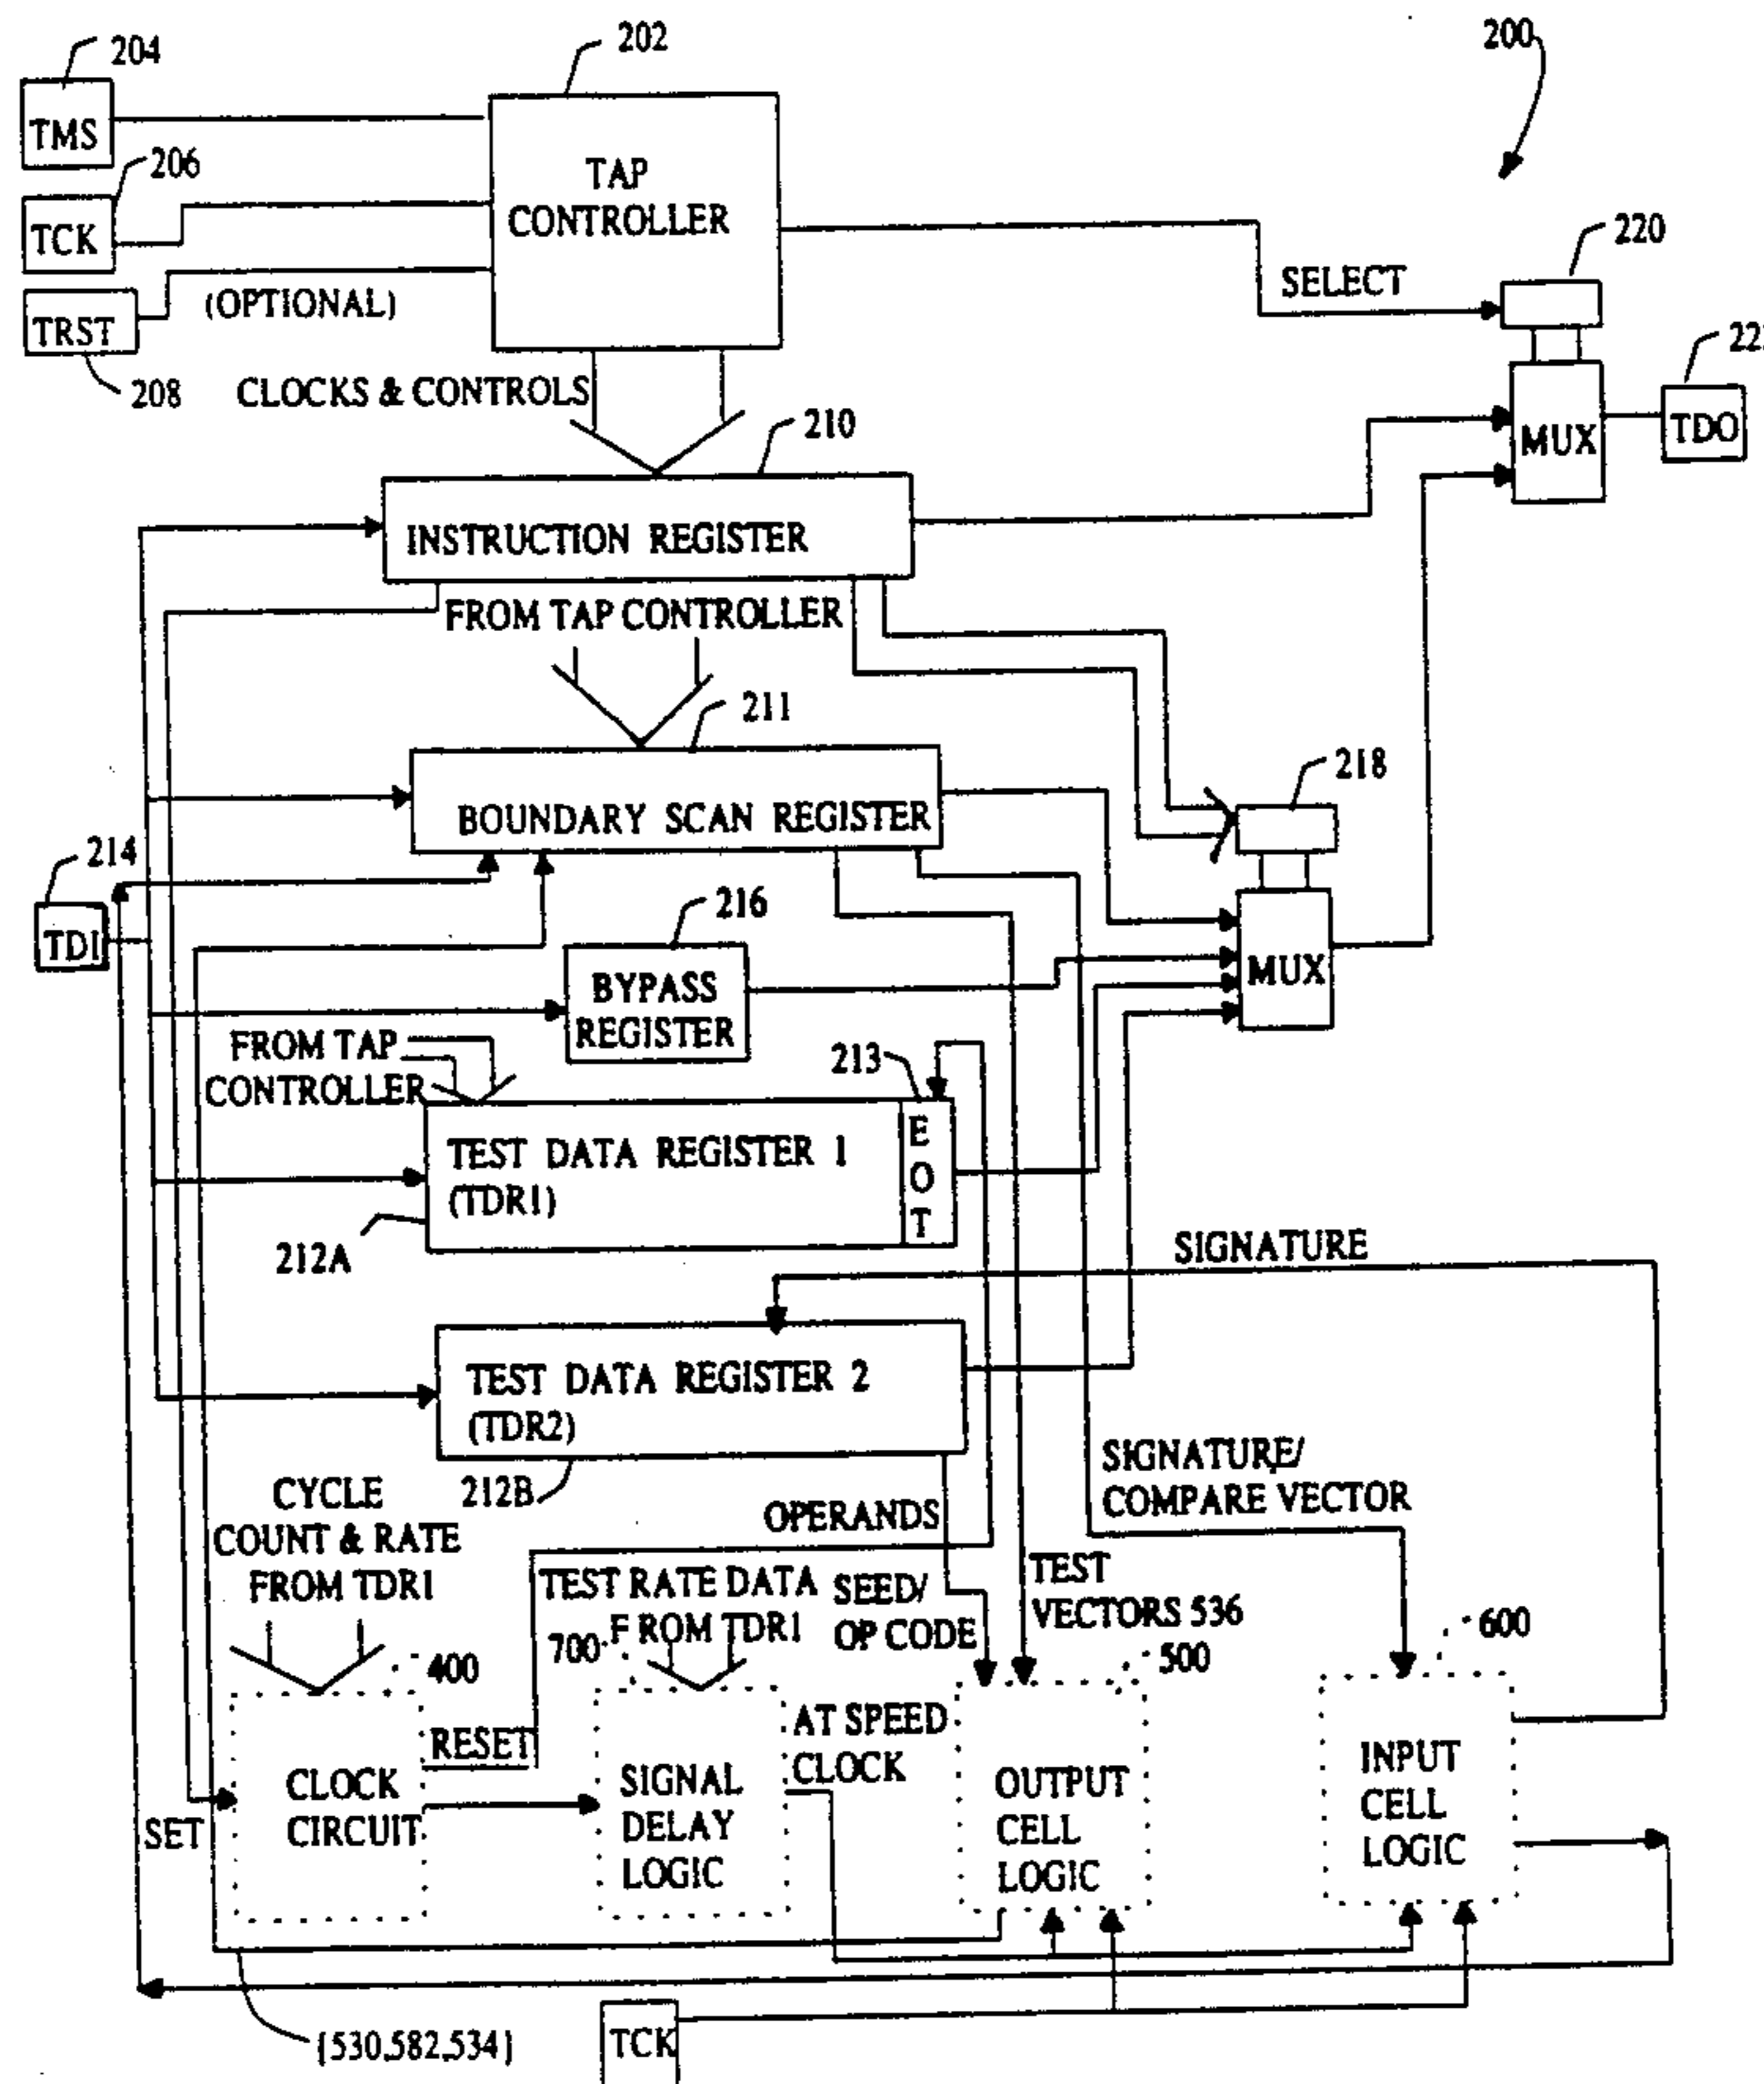 204
202
200
TMS
206
TAP
CONTROLLER
TCK
220
SELECT
(OPTIONAL)
TRST
208
CLOCKS & CONTROLS
22
210
MUX
TDO
INSTRUCTION REGISTER
FROM TAP CONTROLLER
211
218
BOUNDARY SCAN REGISTER
214
TDI
216
BYPASS
REGISTER
MUX
FROM TAP
CONTROLLER
213
E
O
T
TEST DATA REGISTER 1
(TDR1)
212A
SIGNATURE
TEST DATA REGISTER 2
(TDR2)
212B
SIGNATURE/
COMPARE VECTOR
CYCLE
COUNT & RATE
FROM TDR1
OPERANDS
TEST RATE DATA
FROM TDR1
SEED/
OP CODE
TEST
VECTORS 536
400
700
500
600
RESET
AT SPEED
CLOCK
CLOCK
CIRCUIT
SIGNAL
DELAY
LOGIC
OUTPUT
CELL
LOGIC
INPUT
CELL
LOGIC
SET
{530,582,534}
TCK